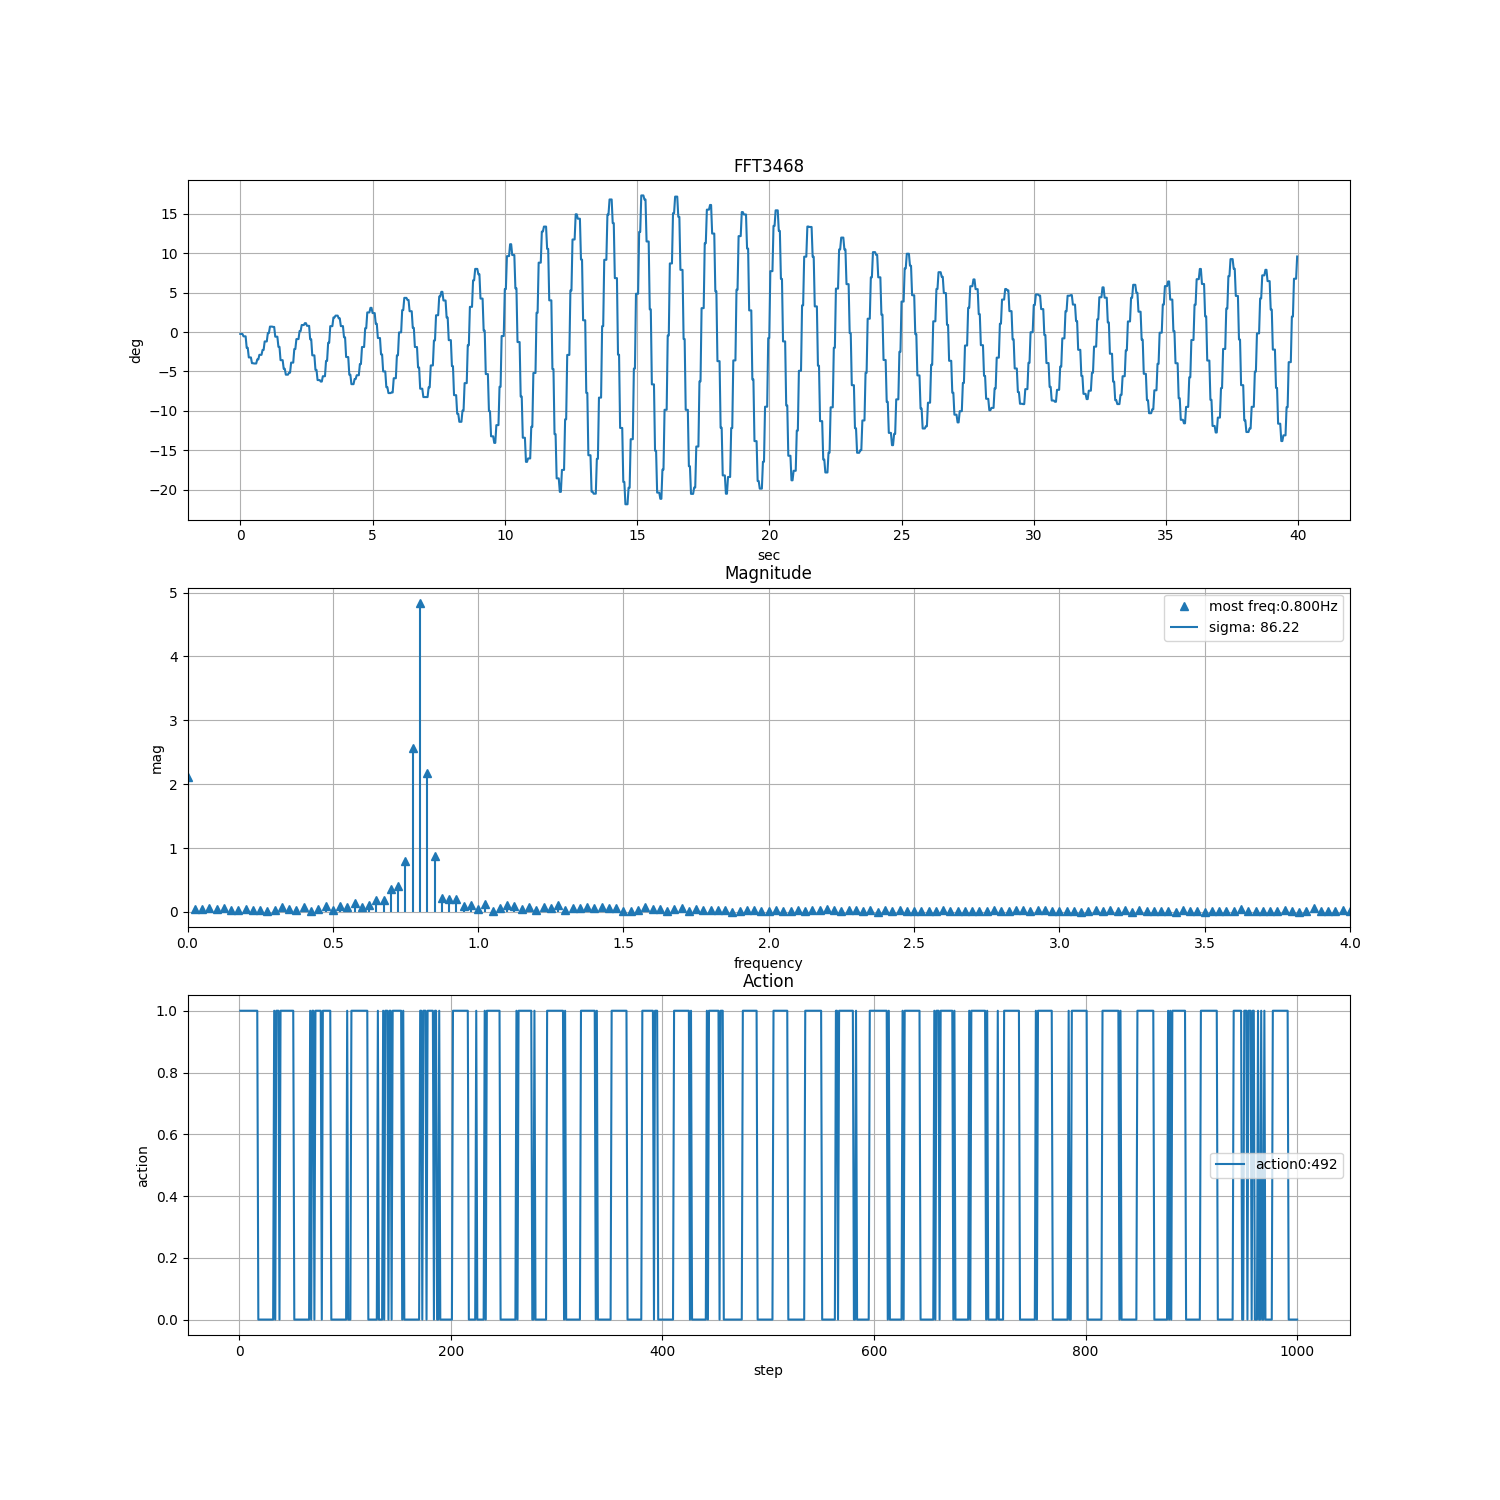 FFT3468
15
10
5
0
−5
−10
−15
−20
deg
0 5 10 15 20 25 30 35 40
sec
Magnitude
5
4
3
2
1
0
mag
most freq:0.800Hz
sigma: 86.22
0.0 0.5 1.0 1.5 2.0 2.5 3.0 3.5 4.0
frequency
Action
1.0
0.8
0.6
0.4
0.2
0.0
action
action0:492
0 200 400 600 800 1000
step